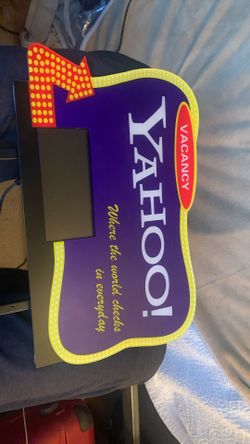 VACANCY
YAHOO!
Where the world checks
in everyday